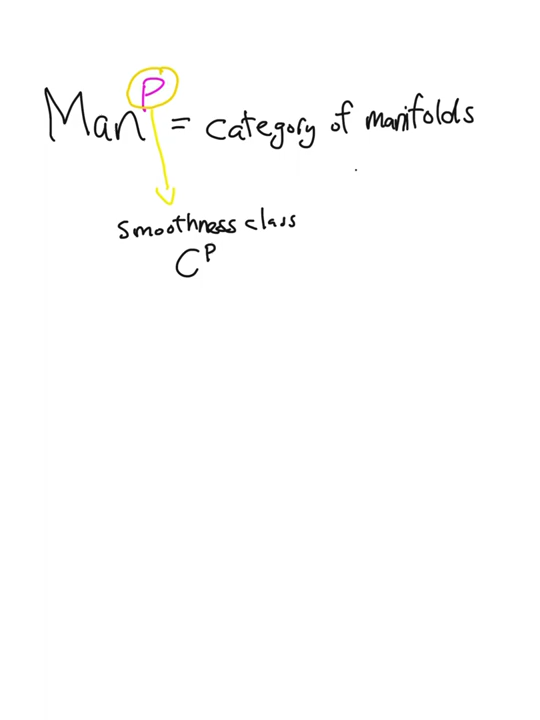 Man^P = category of manifolds
smoothness class
C^P